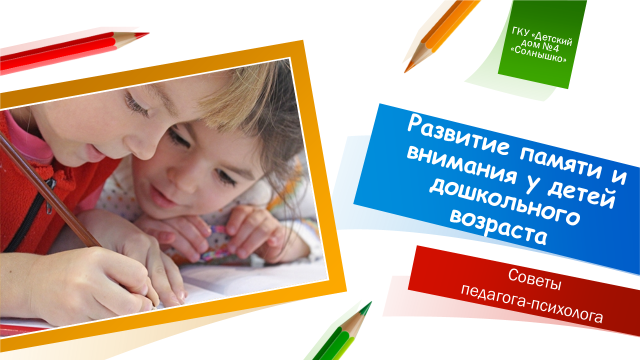 ГКУ «Детский
дом №4
«Солнышко»
Развитие памяти и
внимания у детей
дошкольного
возраста
Советы
педагога-психолога